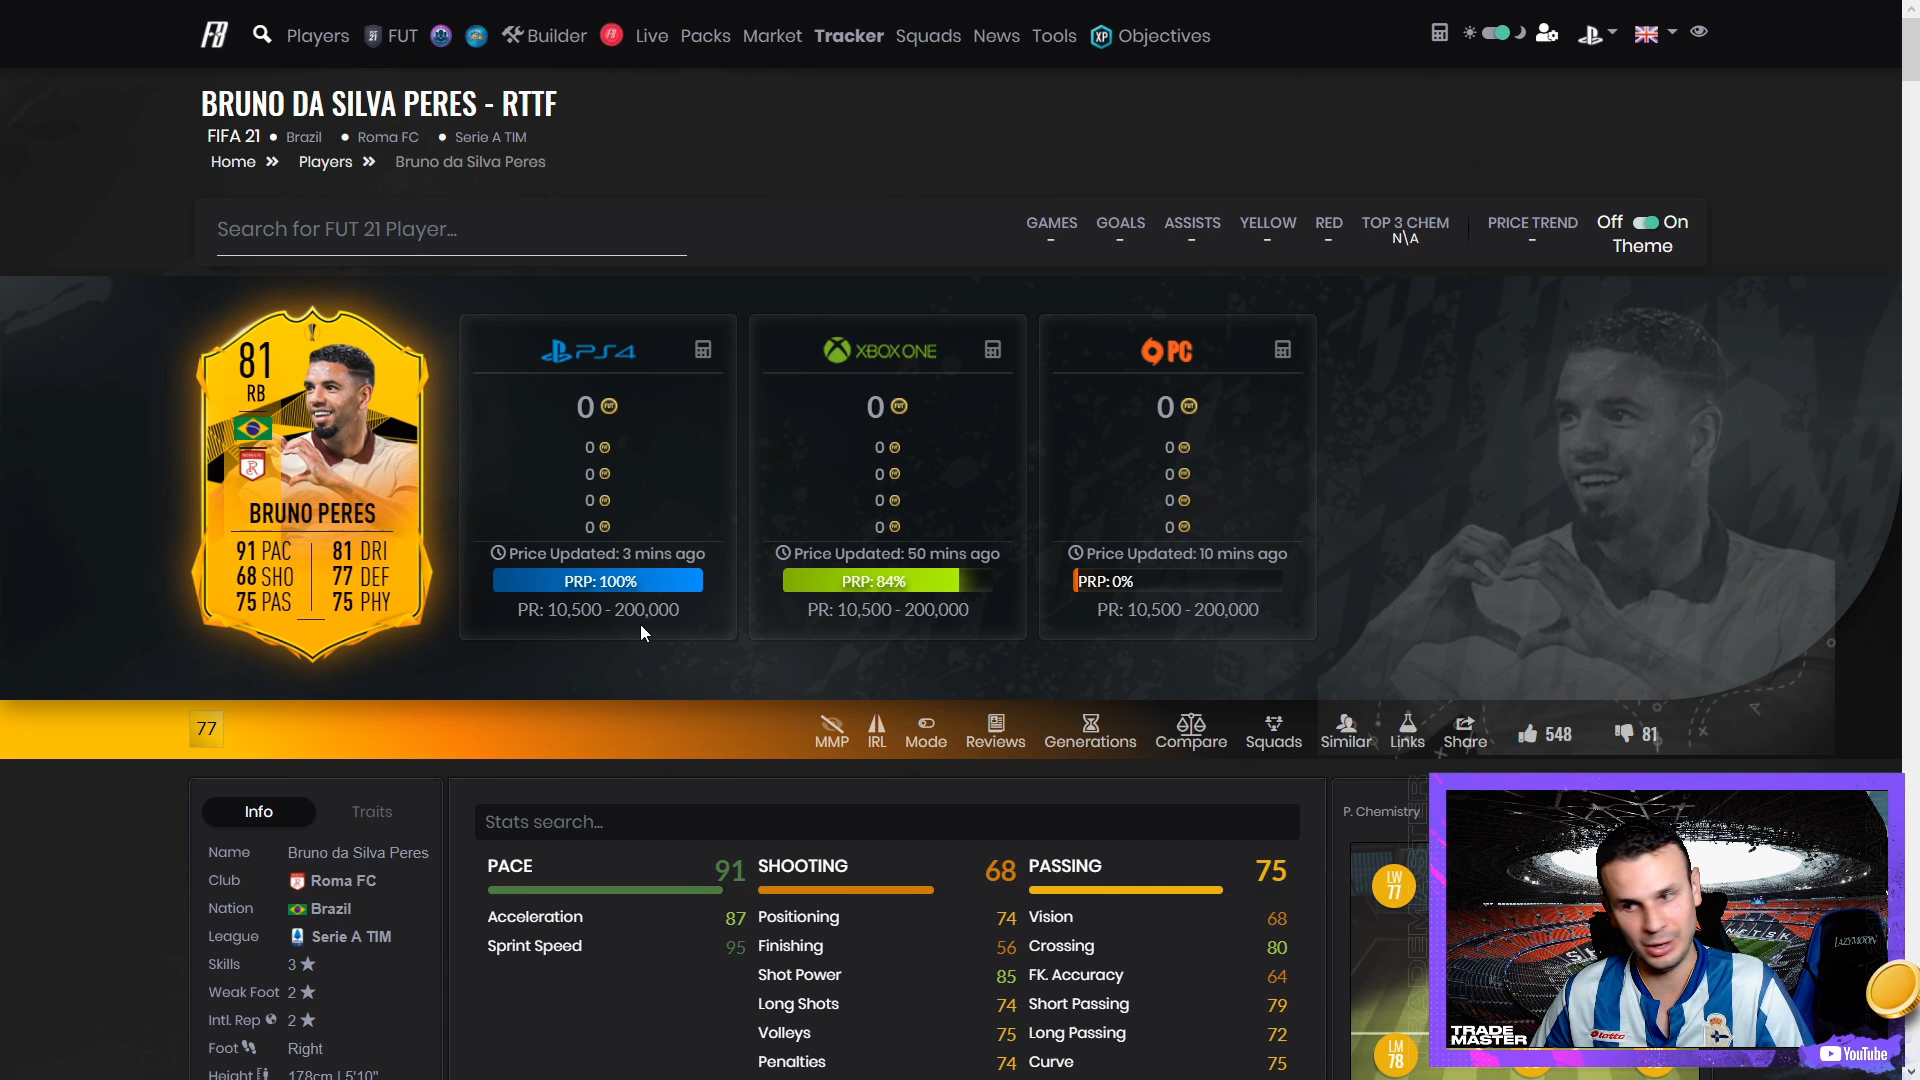 Players
21 FUT
Builder
Live
Packs
Market
Tracker
Squads
News
Tools
XP Objectives
BRUNO DA SILVA PERES - RTTF
FIFA 21 • Brazil • Roma FC • Serie A TIM
Home » Players » Bruno da Silva Peres
Search for FUT 21 Player...
GAMES
-
GOALS
-
ASSISTS
-
YELLOW
-
RED
-
TOP 3 CHEM
N\A
PRICE TREND
-
Off On
Theme
81
RB
BRUNO PERES
91 PAC 81 DRI
68 SHO 77 DEF
75 PAS 75 PHY
PS4
0
0
0
0
0
Price Updated: 3 mins ago
PRP: 100%
PR: 10,500 - 200,000
XBOX ONE
0
0
0
0
0
Price Updated: 50 mins ago
PRP: 84%
PR: 10,500 - 200,000
PC
0
0
0
0
0
Price Updated: 10 mins ago
PRP: 0%
PR: 10,500 - 200,000
77
MMP
IRL
Mode
Reviews
Generations
Compare
Squads
Similar
Links
Share
548
81
Info Traits
Name Bruno da Silva Peres
Club Roma FC
Nation Brazil
League Serie A TIM
Skills 3 ★
Weak Foot 2 ★
Intl. Rep 2 ★
Foot Right
Height 178cm | 5'10"
Stats search...
PACE 91
Acceleration 87
Sprint Speed 95
SHOOTING 68
Positioning 74
Finishing 56
Shot Power 85
Long Shots 74
Volleys 75
Penalties 74
PASSING 75
Vision 68
Crossing 80
FK. Accuracy 64
Short Passing 79
Long Passing 72
Curve 75
P. Chemistry
LW
77
LM
78
LAZYMOON
lotto
TRADE
MASTER
YouTube